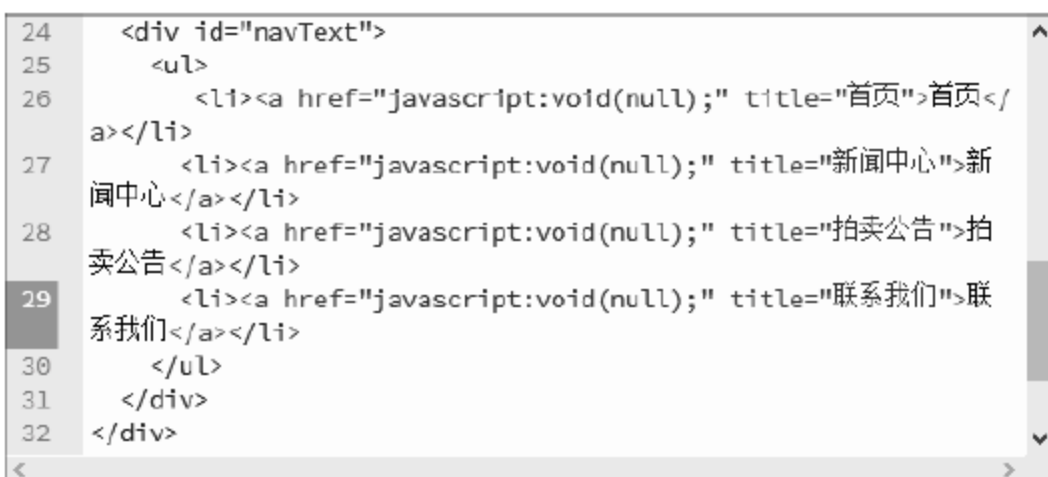 24 <div id="navText">
25 <ul>
26 <li><a href="javascript:void(null);" title="首页">首页</
a></li>
27 <li><a href="javascript:void(null);" title="新闻中心">新
闻中心</a></li>
28 <li><a href="javascript:void(null);" title="拍卖公告">拍
卖公告</a></li>
29 <li><a href="javascript:void(null);" title="联系我们">联
系我们</a></li>
30 </ul>
31 </div>
32 </div>